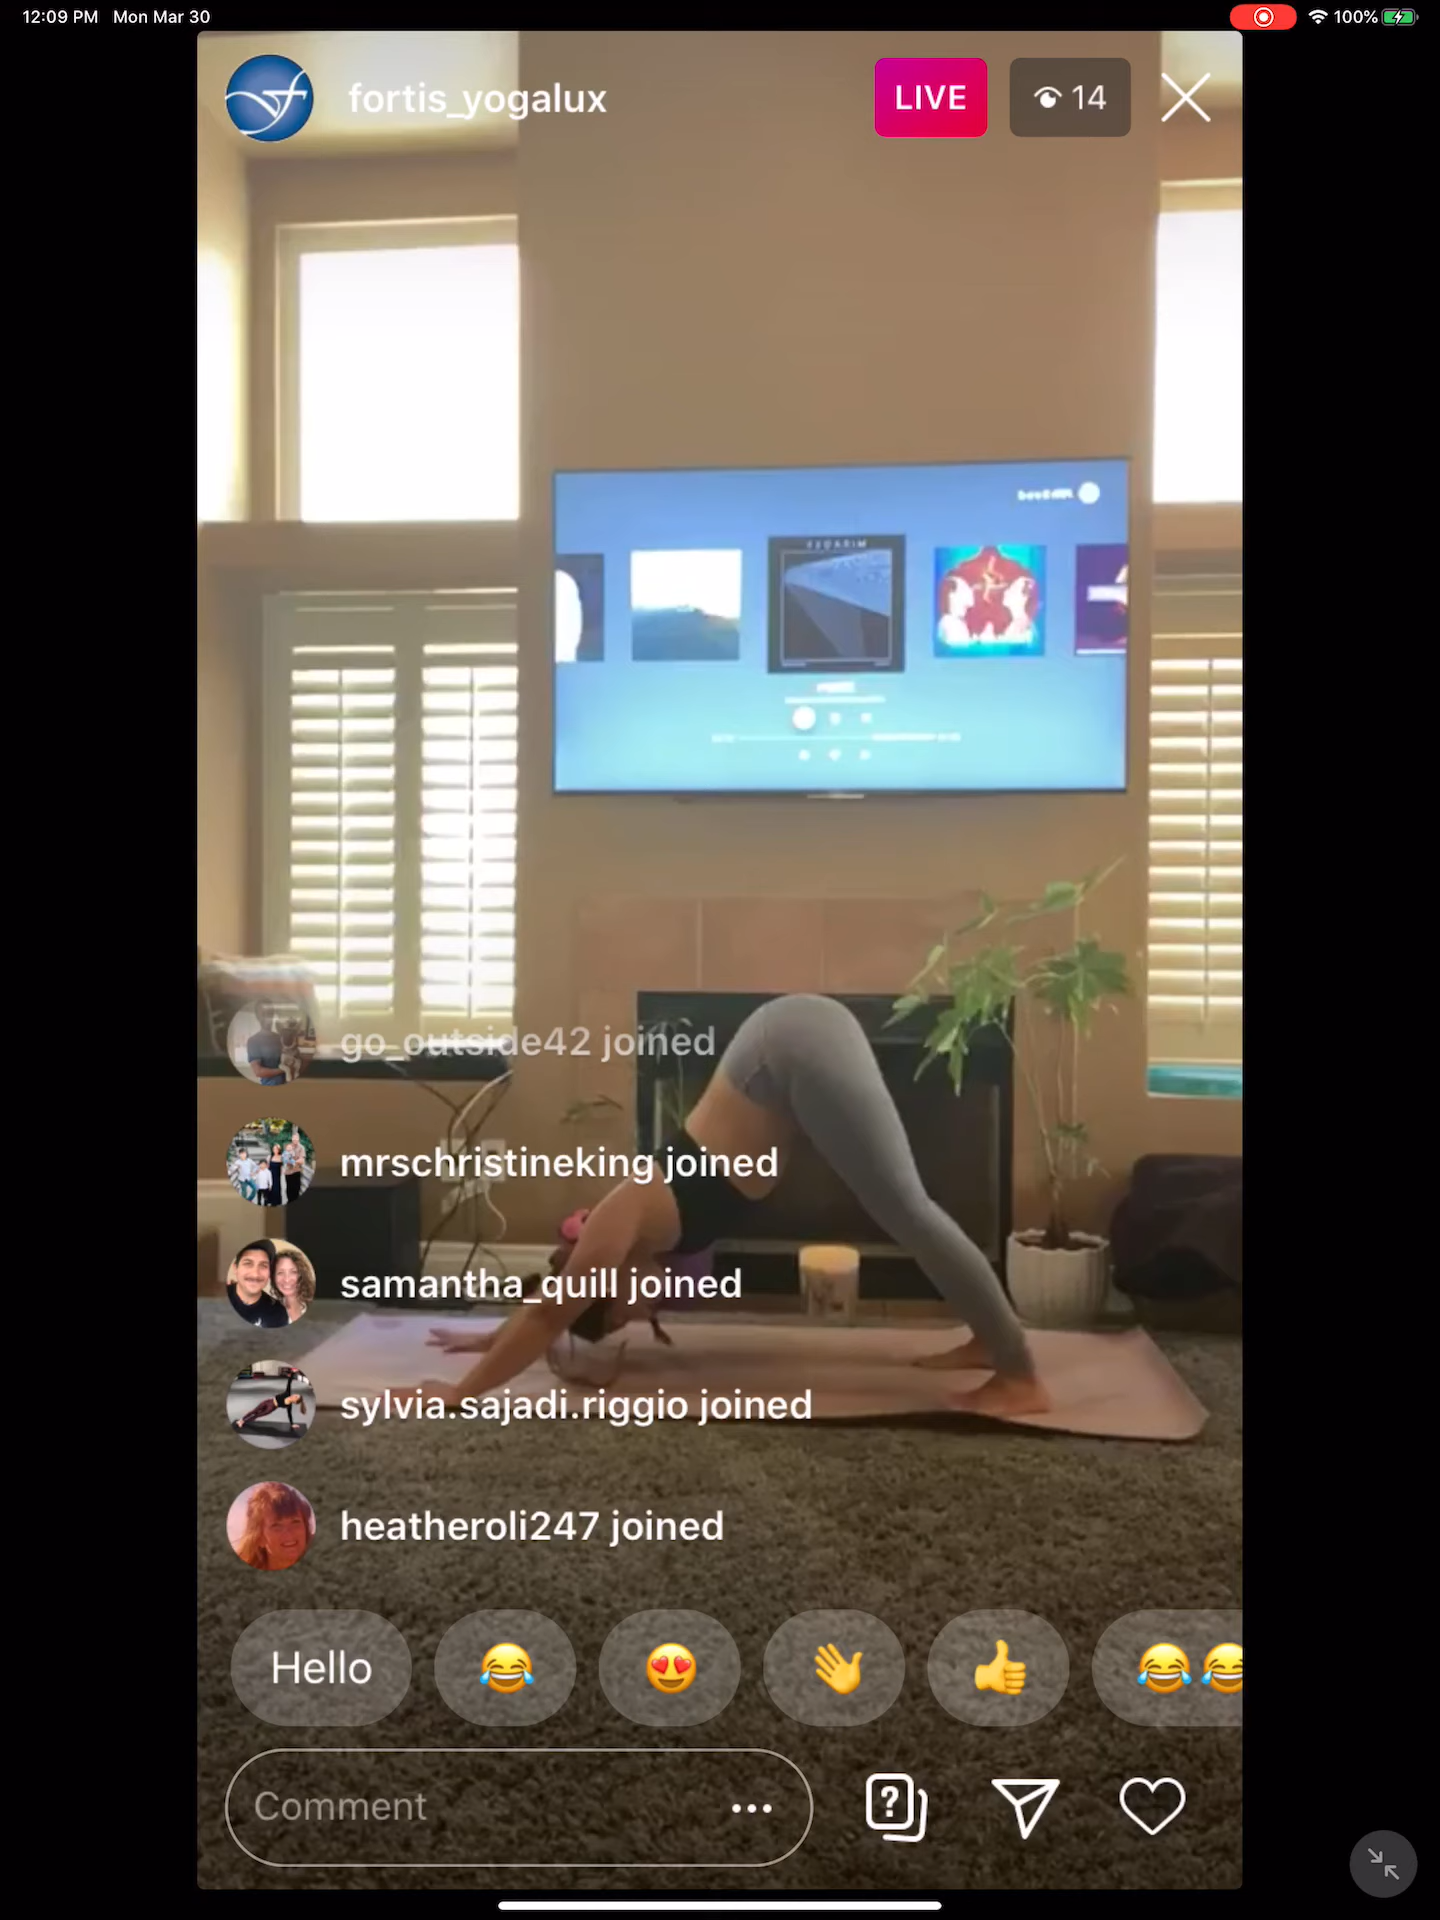 12:09 PM Mon Mar 30
100%
fortis_yogalux
LIVE
14
go_outside42 joined
mrschristineking joined
samantha_quill joined
sylvia.sajadi.riggio joined
heatheroli247 joined
Hello
Comment